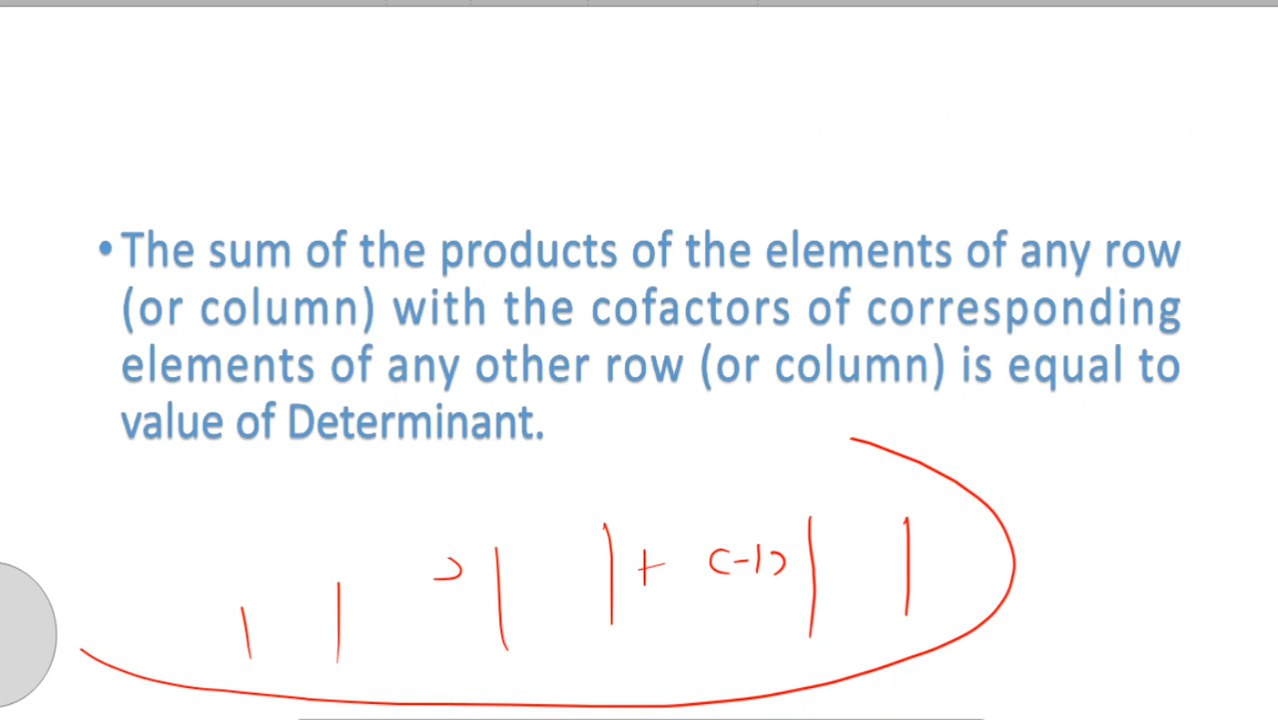 • The sum of the products of the elements of any row
(or column) with the cofactors of corresponding
elements of any other row (or column) is equal to
value of Determinant.
| | | | + (-1) | |